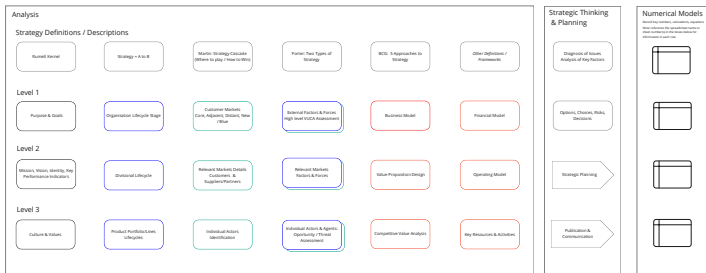 Analysis
Strategy Definitions / Descriptions
Rumelt Kernel
Strategy = A to B
Martin: Strategy Cascade
(Where to play / How to Win)
Porter: Two Types of
Strategy
BCG: 5 Approaches to
Strategy
Other Definitions /
Frameworks
Level 1
Purpose & Goals
Organisation Lifecycle Stage
Customer Markets
Core, Adjacent, Distant, New
/ Blue
External Factors & Forces
High level VUCA Assessment
Business Model
Financial Model
Level 2
Mission, Vision, Identity, Key
Performance Indicators
Divisional Lifecycle
Relevant Markets Details
Customers &
Suppliers/Partners
Relevant Markets
Factors & Forces
Value Proposition Design
Operating Model
Level 3
Culture & Values
Product Portfolio/Lines
Lifecycles
Individual Actors
Identification
Individual Actors & Agents:
Oportunity / Threat
Assessment
Competitive Value Analysis
Key Resources & Activities
Strategic Thinking
& Planning
Diagnosis of Issues
Analysis of Key Factors
Options, Choices, Risks,
Decisions
Strategic Planning
Publication &
Communication
Numerical Models